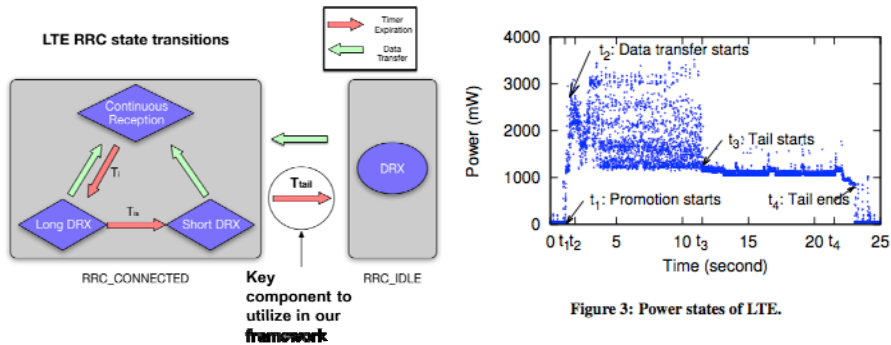 LTE RRC state transitions
Timer
Expiration
Data
Transfer
Continuous
Reception
Ti
Long DRX
Tis
Short DRX
RRC_CONNECTED
Ttail
DRX
RRC_IDLE
Key
component to
utilize in our
framework
4000
3000
2000
1000
0
Power (mW)
t2: Data transfer starts
t3: Tail starts
t1: Promotion starts
t4: Tail ends
0 t1t2 5 10 t3 15 20 t4 25
Time (second)
Figure 3: Power states of LTE.